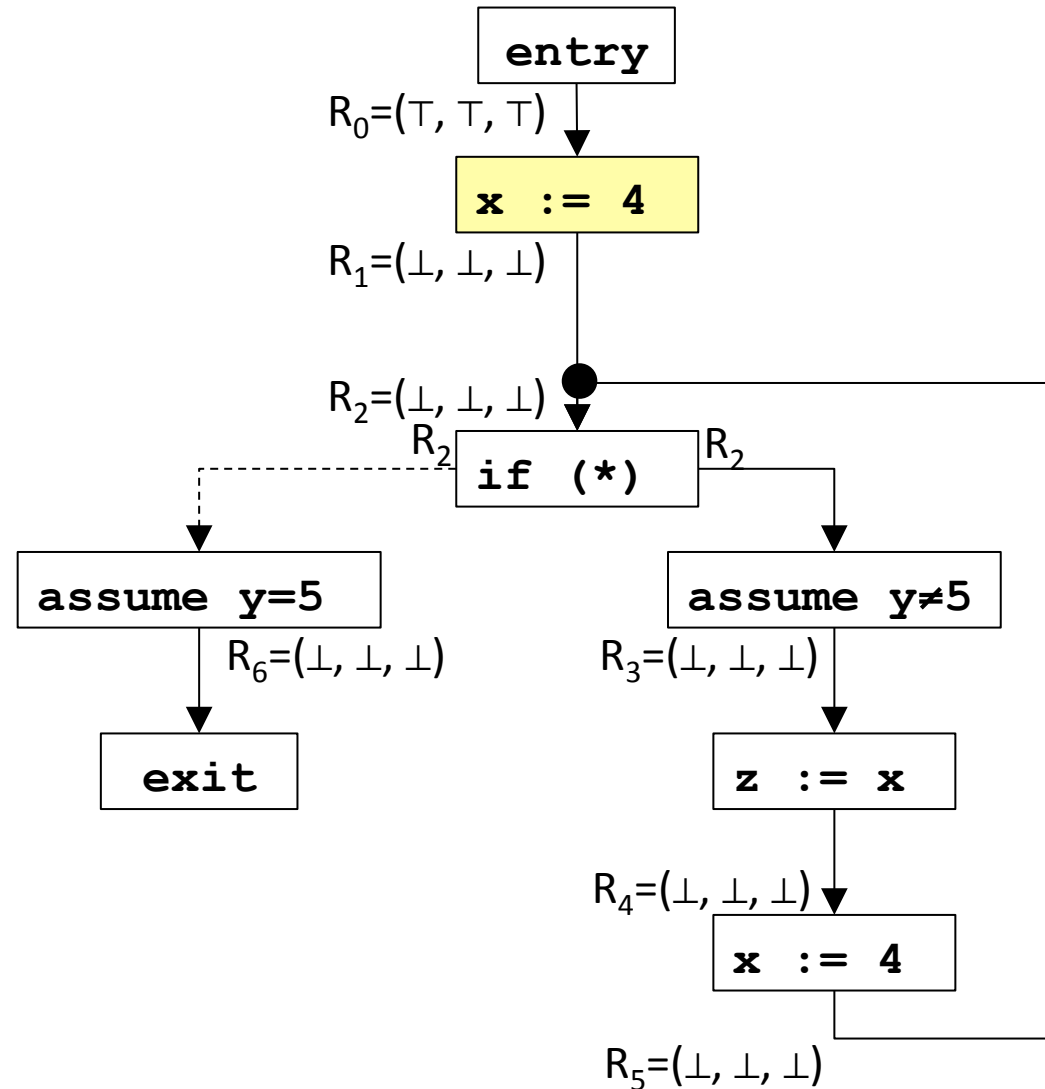 entry
R₀=(⊤, ⊤, ⊤)
x := 4
R₁=(⊥, ⊥, ⊥)
R₂=(⊥, ⊥, ⊥)
R₂
if (*)
R₂
assume y=5
assume y≠5
R₆=(⊥, ⊥, ⊥)
R₃=(⊥, ⊥, ⊥)
exit
z := x
R₄=(⊥, ⊥, ⊥)
x := 4
R₅=(⊥, ⊥, ⊥)